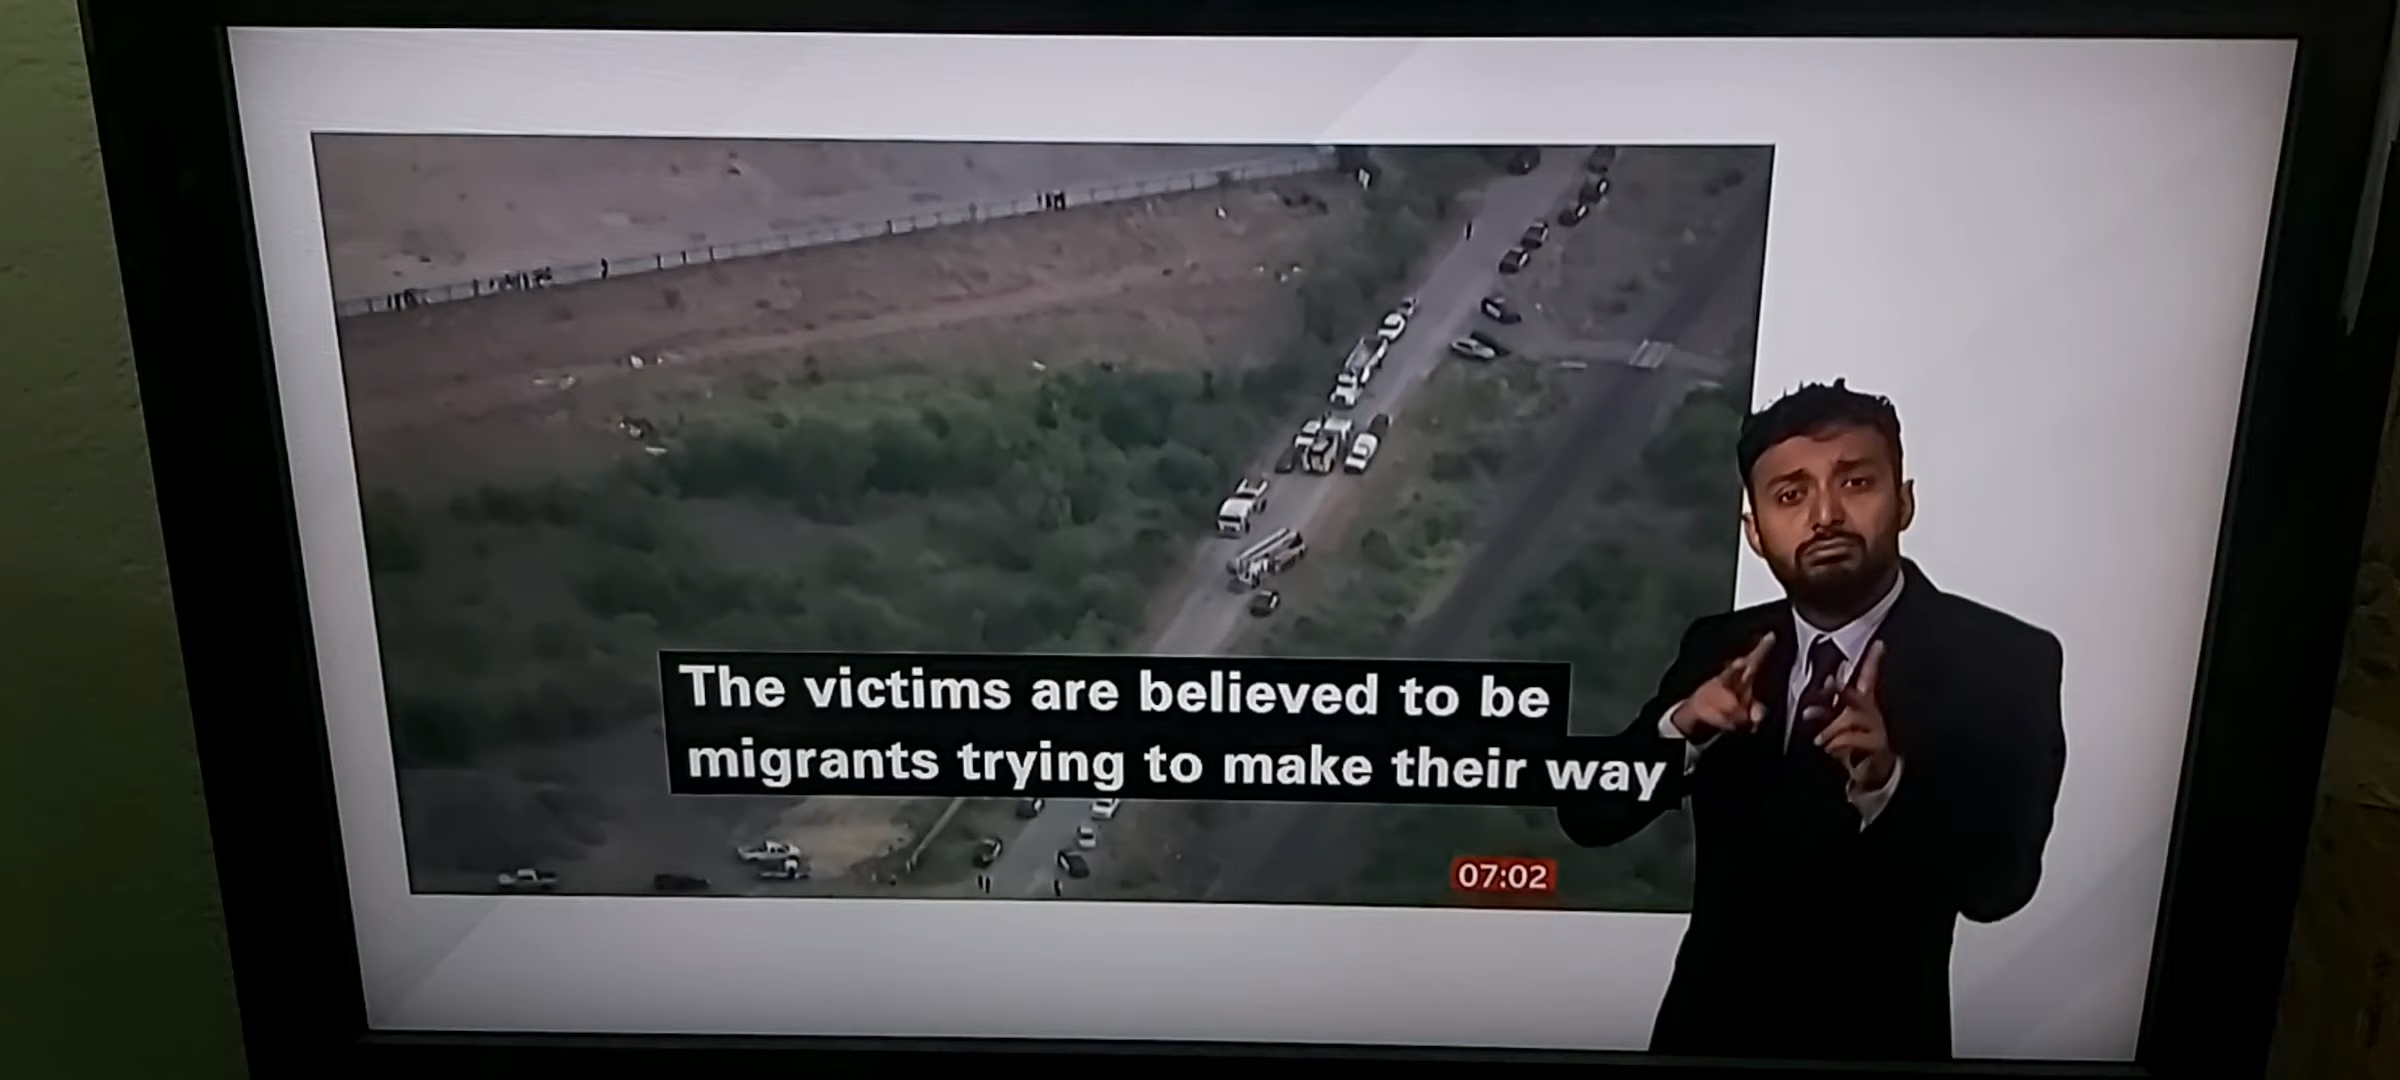 The victims are believed to be
migrants trying to make their way
07:02